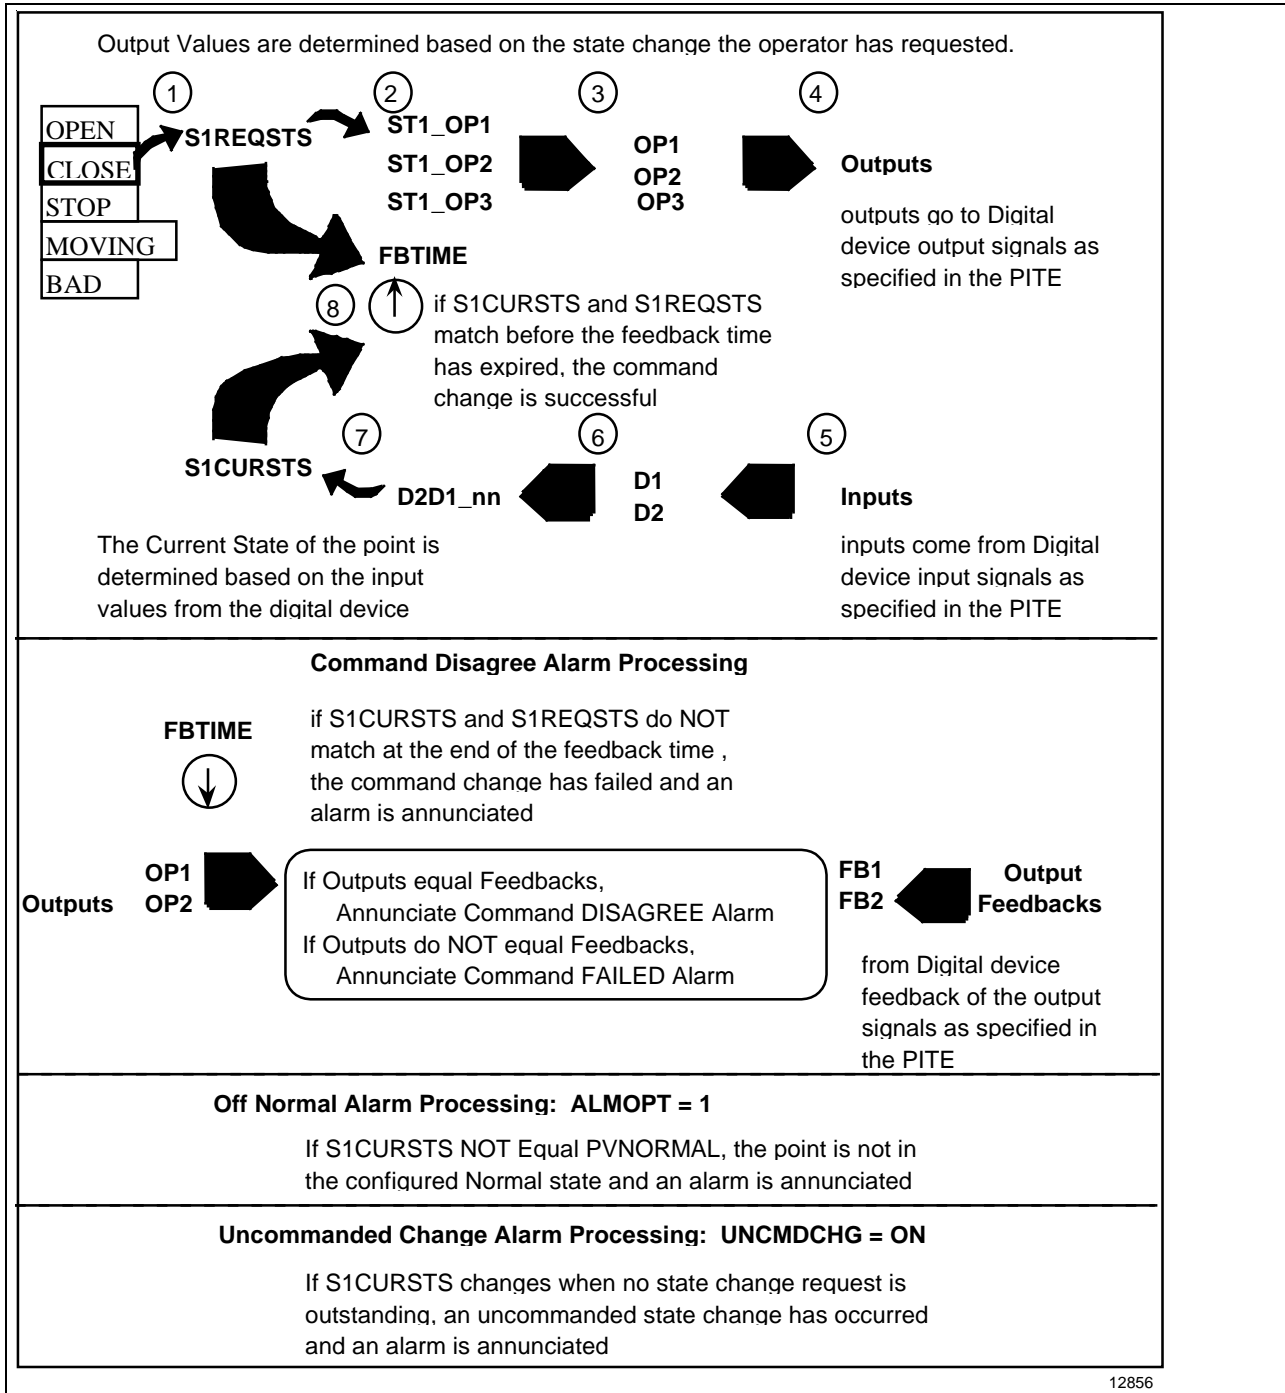 Output Values are determined based on the state change the operator has requested.
1
2
3
4
OPEN
CLOSE
STOP
MOVING
BAD
S1REQSTS
ST1_OP1
ST1_OP2
ST1_OP3
OP1
OP2
OP3
Outputs
outputs go to Digital
device output signals as
specified in the PITE
FBTIME
8
if S1CURSTS and S1REQSTS
match before the feedback time
has expired, the command
change is successful
7
6
5
S1CURSTS
D2D1_nn
D1
D2
Inputs
The Current State of the point is
determined based on the input
values from the digital device
inputs come from Digital
device input signals as
specified in the PITE
Command Disagree Alarm Processing
FBTIME
if S1CURSTS and S1REQSTS do NOT
match at the end of the feedback time ,
the command change has failed and an
alarm is annunciated
Outputs
OP1
OP2
If Outputs equal Feedbacks,
Annunciate Command DISAGREE Alarm
If Outputs do NOT equal Feedbacks,
Annunciate Command FAILED Alarm
FB1
FB2
Output
Feedbacks
from Digital device
feedback of the output
signals as specified in
the PITE
Off Normal Alarm Processing: ALMOPT = 1
If S1CURSTS NOT Equal PVNORMAL, the point is not in
the configured Normal state and an alarm is annunciated
Uncommanded Change Alarm Processing: UNCMDCHG = ON
If S1CURSTS changes when no state change request is
outstanding, an uncommanded state change has occurred
and an alarm is annunciated
12856